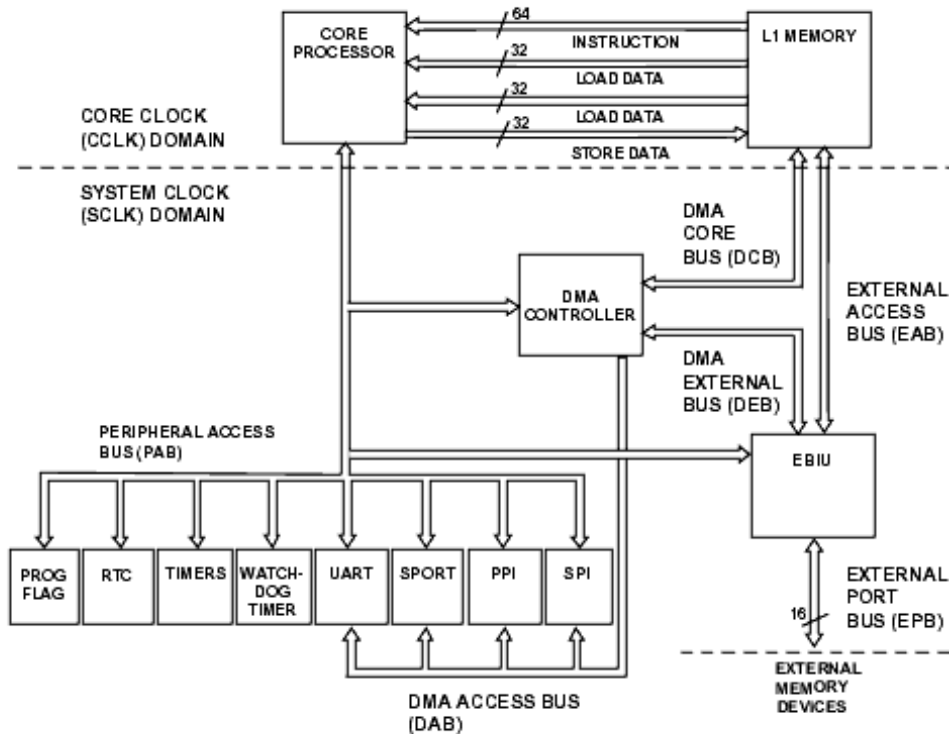 CORE
PROCESSOR
64
INSTRUCTION
32
LOAD DATA
32
LOAD DATA
32
STORE DATA
L1 MEMORY
CORE CLOCK
(CCLK) DOMAIN
SYSTEM CLOCK
(SCLK) DOMAIN
DMA
CORE
BUS (DCB)
DMA
CONTROLLER
EXTERNAL
ACCESS
BUS (EAB)
DMA
EXTERNAL
BUS (DEB)
PERIPHERAL ACCESS
BUS (PAB)
EBIU
PROG
FLAG
RTC
TIMERS
WATCH-
DOG
TIMER
UART
SPORT
PPI
SPI
EXTERNAL
PORT
BUS (EPB)
16
DMA ACCESS BUS
(DAB)
EXTERNAL
MEMORY
DEVICES